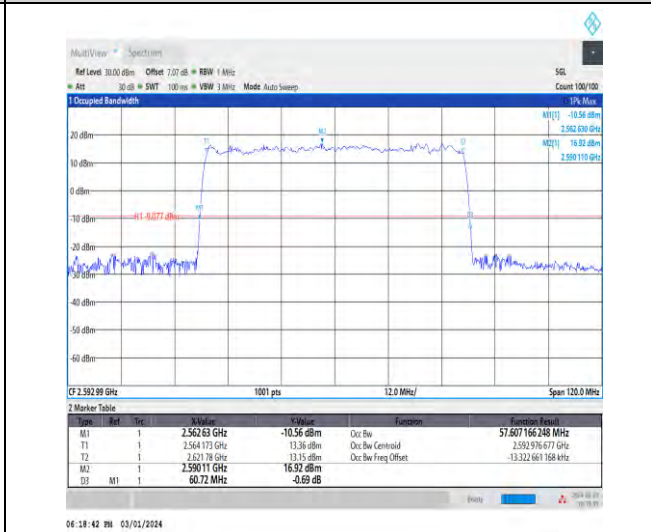 MultiView Spectrum
Ref Level 30.00 dBm Offset 7.07 dB RBW 1 MHz SGL
Att 30 dB SWT 100 ms VBW 3 MHz Mode Auto Sweep Count 100/100
1 Occupied Bandwidth 1Pk Max
M1[1] -10.56 dBm
2.562 630 GHz
M2[1] 16.92 dBm
2.590 110 GHz
20 dBm
M2
T1
10 dBm
0 dBm
M1
-10 dBm H1 -9.077 dBm
-20 dBm
-30 dBm
-40 dBm
-50 dBm
-60 dBm
CF 2.592 99 GHz 1001 pts 12.0 MHz/ Span 120.0 MHz
2 Marker Table
Type Ref Trc X-Value Y-Value Function Function Result
M1 1 2.562 63 GHz -10.56 dBm Occ Bw 57.607 166 248 MHz
T1 1 2.564 173 GHz 13.36 dBm Occ Bw Centroid 2.592 976 677 GHz
T2 1 2.621 78 GHz 13.15 dBm Occ Bw Freq Offset -13.322 661 168 kHz
M2 1 2.590 11 GHz 16.92 dBm
D3 M1 1 60.72 MHz -0.69 dB
Ready
06:18:42 PM 03/01/2024